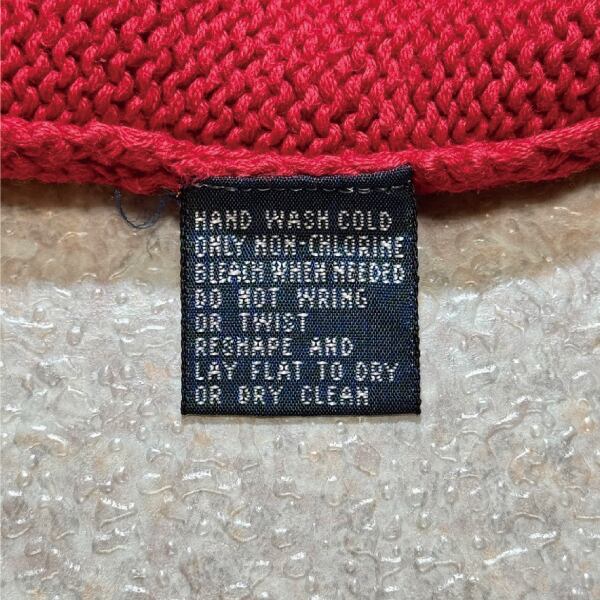 HAND WASH COLD
ONLY NON-CHLORINE
BLEACH WHEN NEEDED
DO NOT WRING
OR TWIST
RESHAPE AND
LAY FLAT TO DRY
OR DRY CLEAN